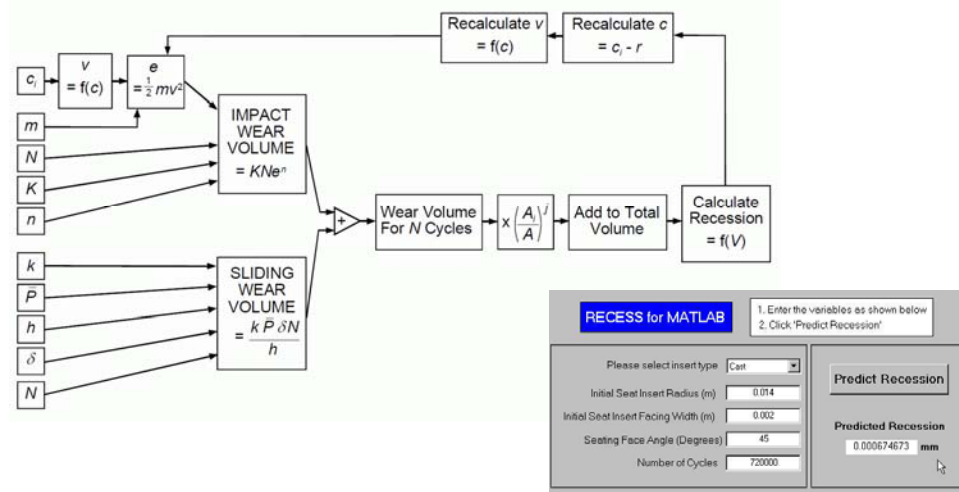 Recalculate v
= f(c)
Recalculate c
= cᵢ - r
v
= f(c)
e
= ½ mv²
cᵢ
m
N
K
n
IMPACT
WEAR
VOLUME
= KNeⁿ
+
Wear Volume
For N Cycles
x (Aᵢ/A)ʲ
Add to Total
Volume
Calculate
Recession
= f(V)
k
P̄
h
δ
N
SLIDING
WEAR
VOLUME
= k P̄ δN
h
RECESS for MATLAB
1. Enter the variables as shown below
2. Click 'Predict Recession'
Please select insert type Cast
Initial Seat Insert Radius (m) 0.014
Initial Seat Insert Facing Width (m) 0.002
Seating Face Angle (Degrees) 45
Number of Cycles 720000
Predict Recession
Predicted Recession
0.000674673 mm